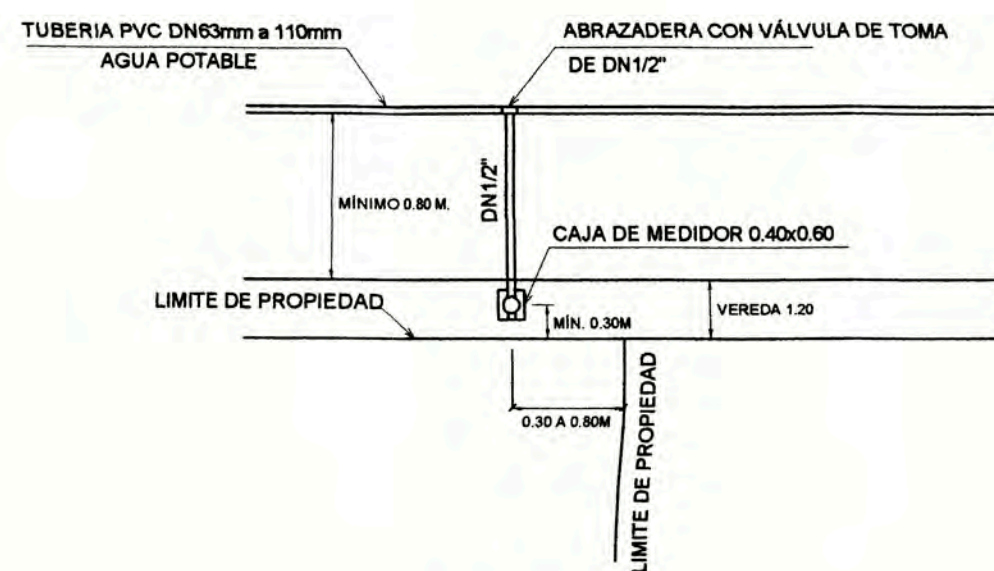 TUBERIA PVC DN63mm a 110mm
AGUA POTABLE
ABRAZADERA CON VÁLVULA DE TOMA
DE DN1/2"
MÍNIMO 0.80 M.
DN1/2"
CAJA DE MEDIDOR 0.40x0.60
LIMITE DE PROPIEDAD
MÍN. 0.30M
VEREDA 1.20
0.30 A 0.80M
LIMITE DE PROPIEDAD